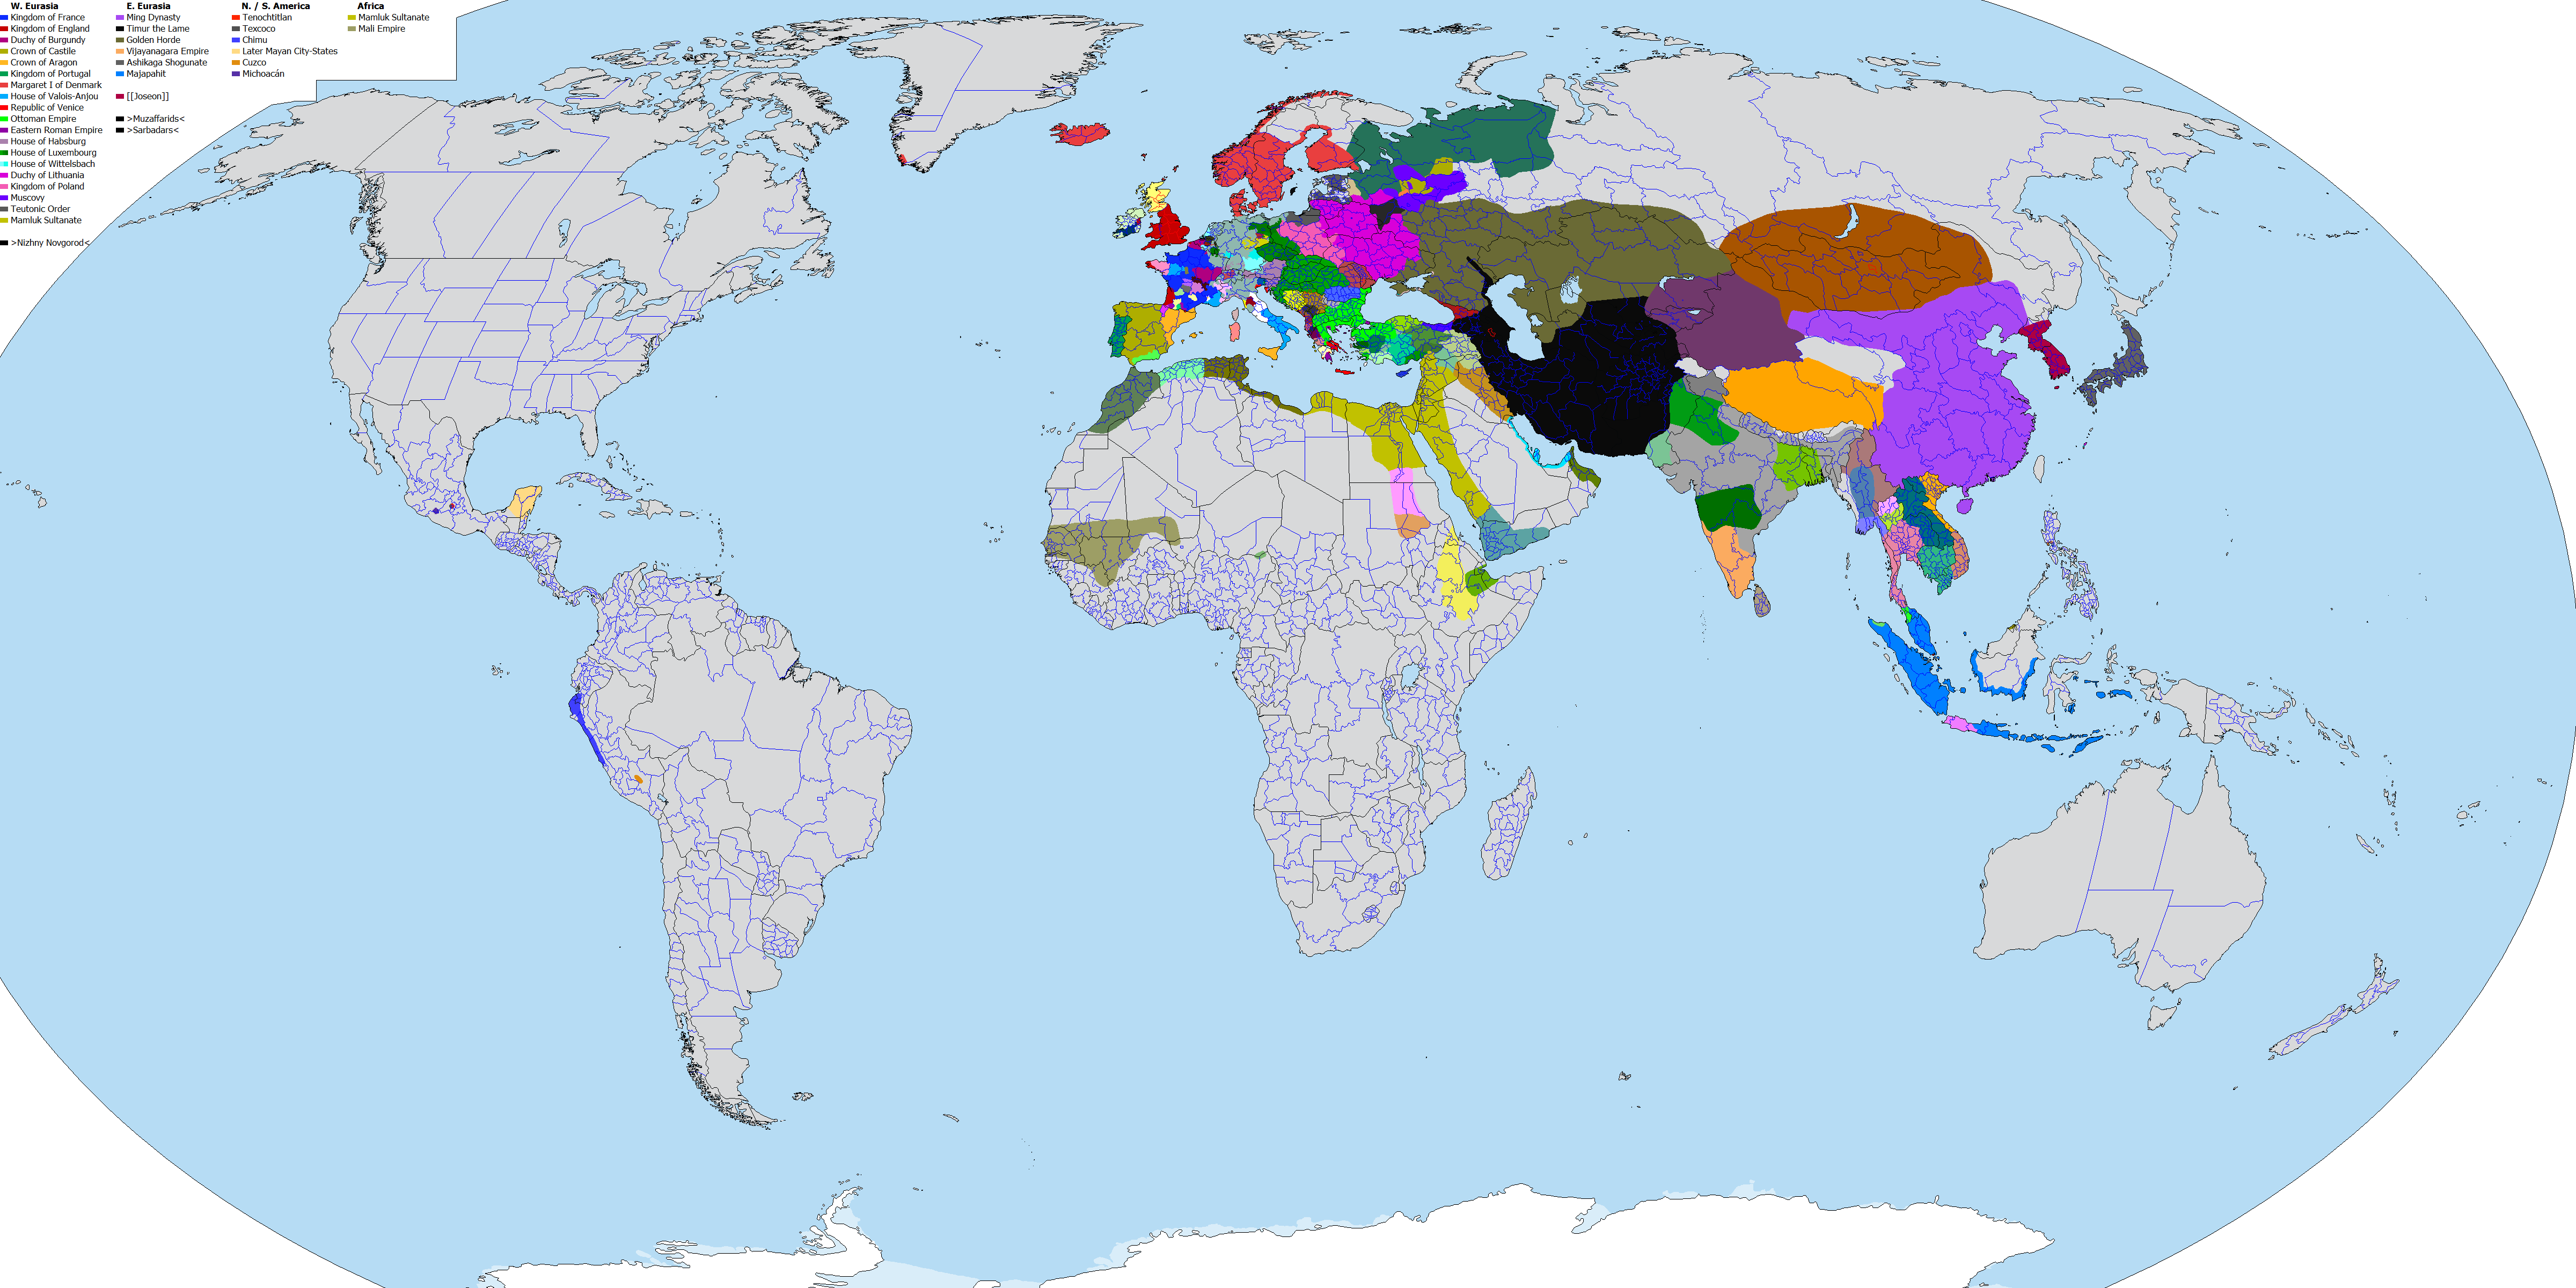 W. Eurasia
Kingdom of France
Kingdom of England
Duchy of Burgundy
Crown of Castile
Crown of Aragon
Kingdom of Portugal
Margaret I of Denmark
House of Valois-Anjou
Republic of Venice
Ottoman Empire
Eastern Roman Empire
House of Habsburg
House of Luxembourg
House of Wittelsbach
Duchy of Lithuania
Kingdom of Poland
Muscovy
Teutonic Order
Mamluk Sultanate
>Nizhny Novgorod<
E. Eurasia
Ming Dynasty
Timur the Lame
Golden Horde
Vijayanagara Empire
Ashikaga Shogunate
Majapahit
[[Joseon]]
>Muzaffarids<
>Sarbadars<
N. / S. America
Tenochtitlan
Texcoco
Chimu
Later Mayan City-States
Cuzco
Michoacán
Africa
Mamluk Sultanate
Mali Empire